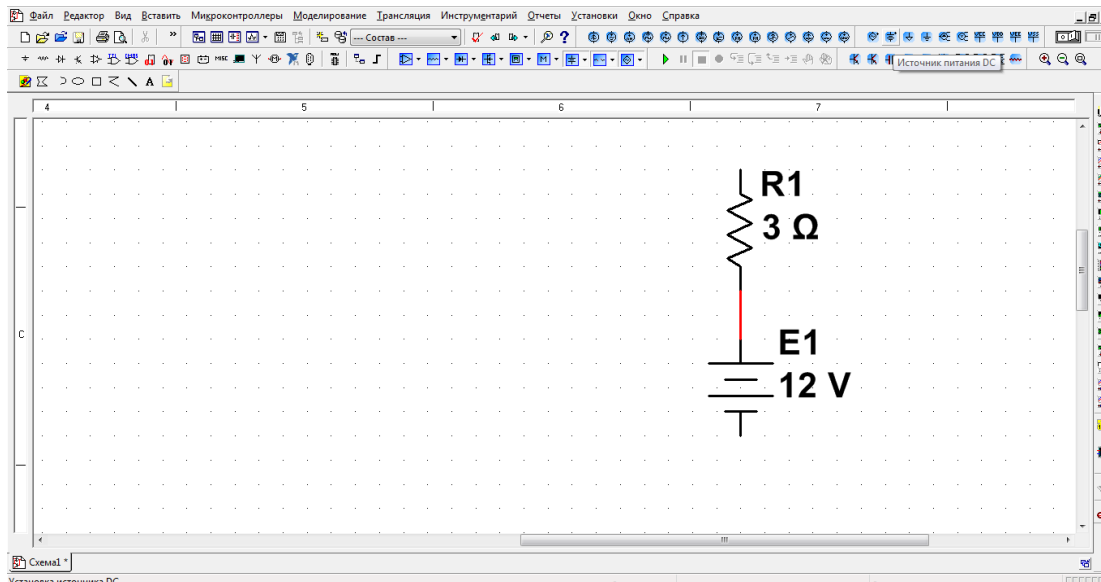 Файл Редактор Вид Вставить Микроконтроллеры Моделирование Трансляция Инструментарий Отчеты Установки Окно Справка
--- Состав ---
MISC
Источник питания DC
A
4 5 6 7
R1
3 Ω
C
E1
12 V
Схема1 *
Установка источника DC